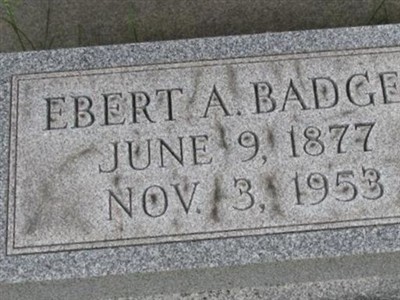 EBERT A. BADGE
JUNE 9, 1877
NOV. 3, 1953